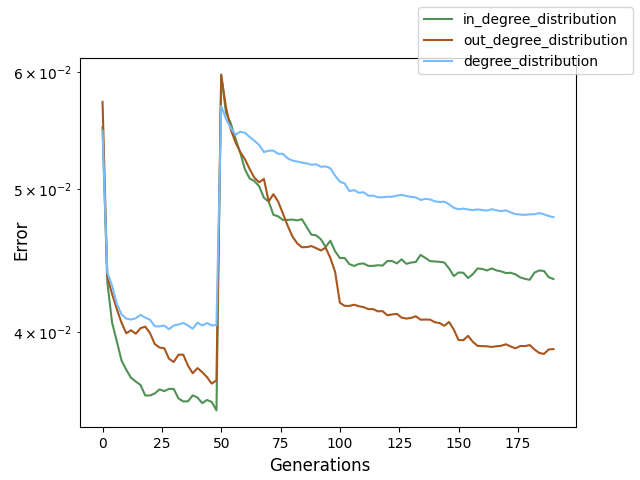 in_degree_distribution
out_degree_distribution
degree_distribution
6 × 10⁻²
5 × 10⁻²
4 × 10⁻²
Error
0 25 50 75 100 125 150 175
Generations